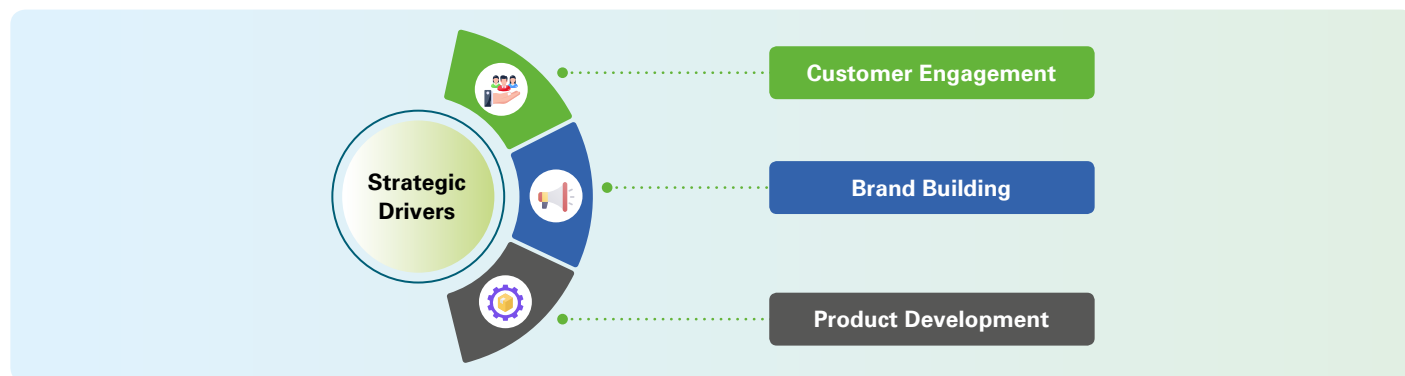 Customer Engagement
Strategic
Drivers
Brand Building
Product Development